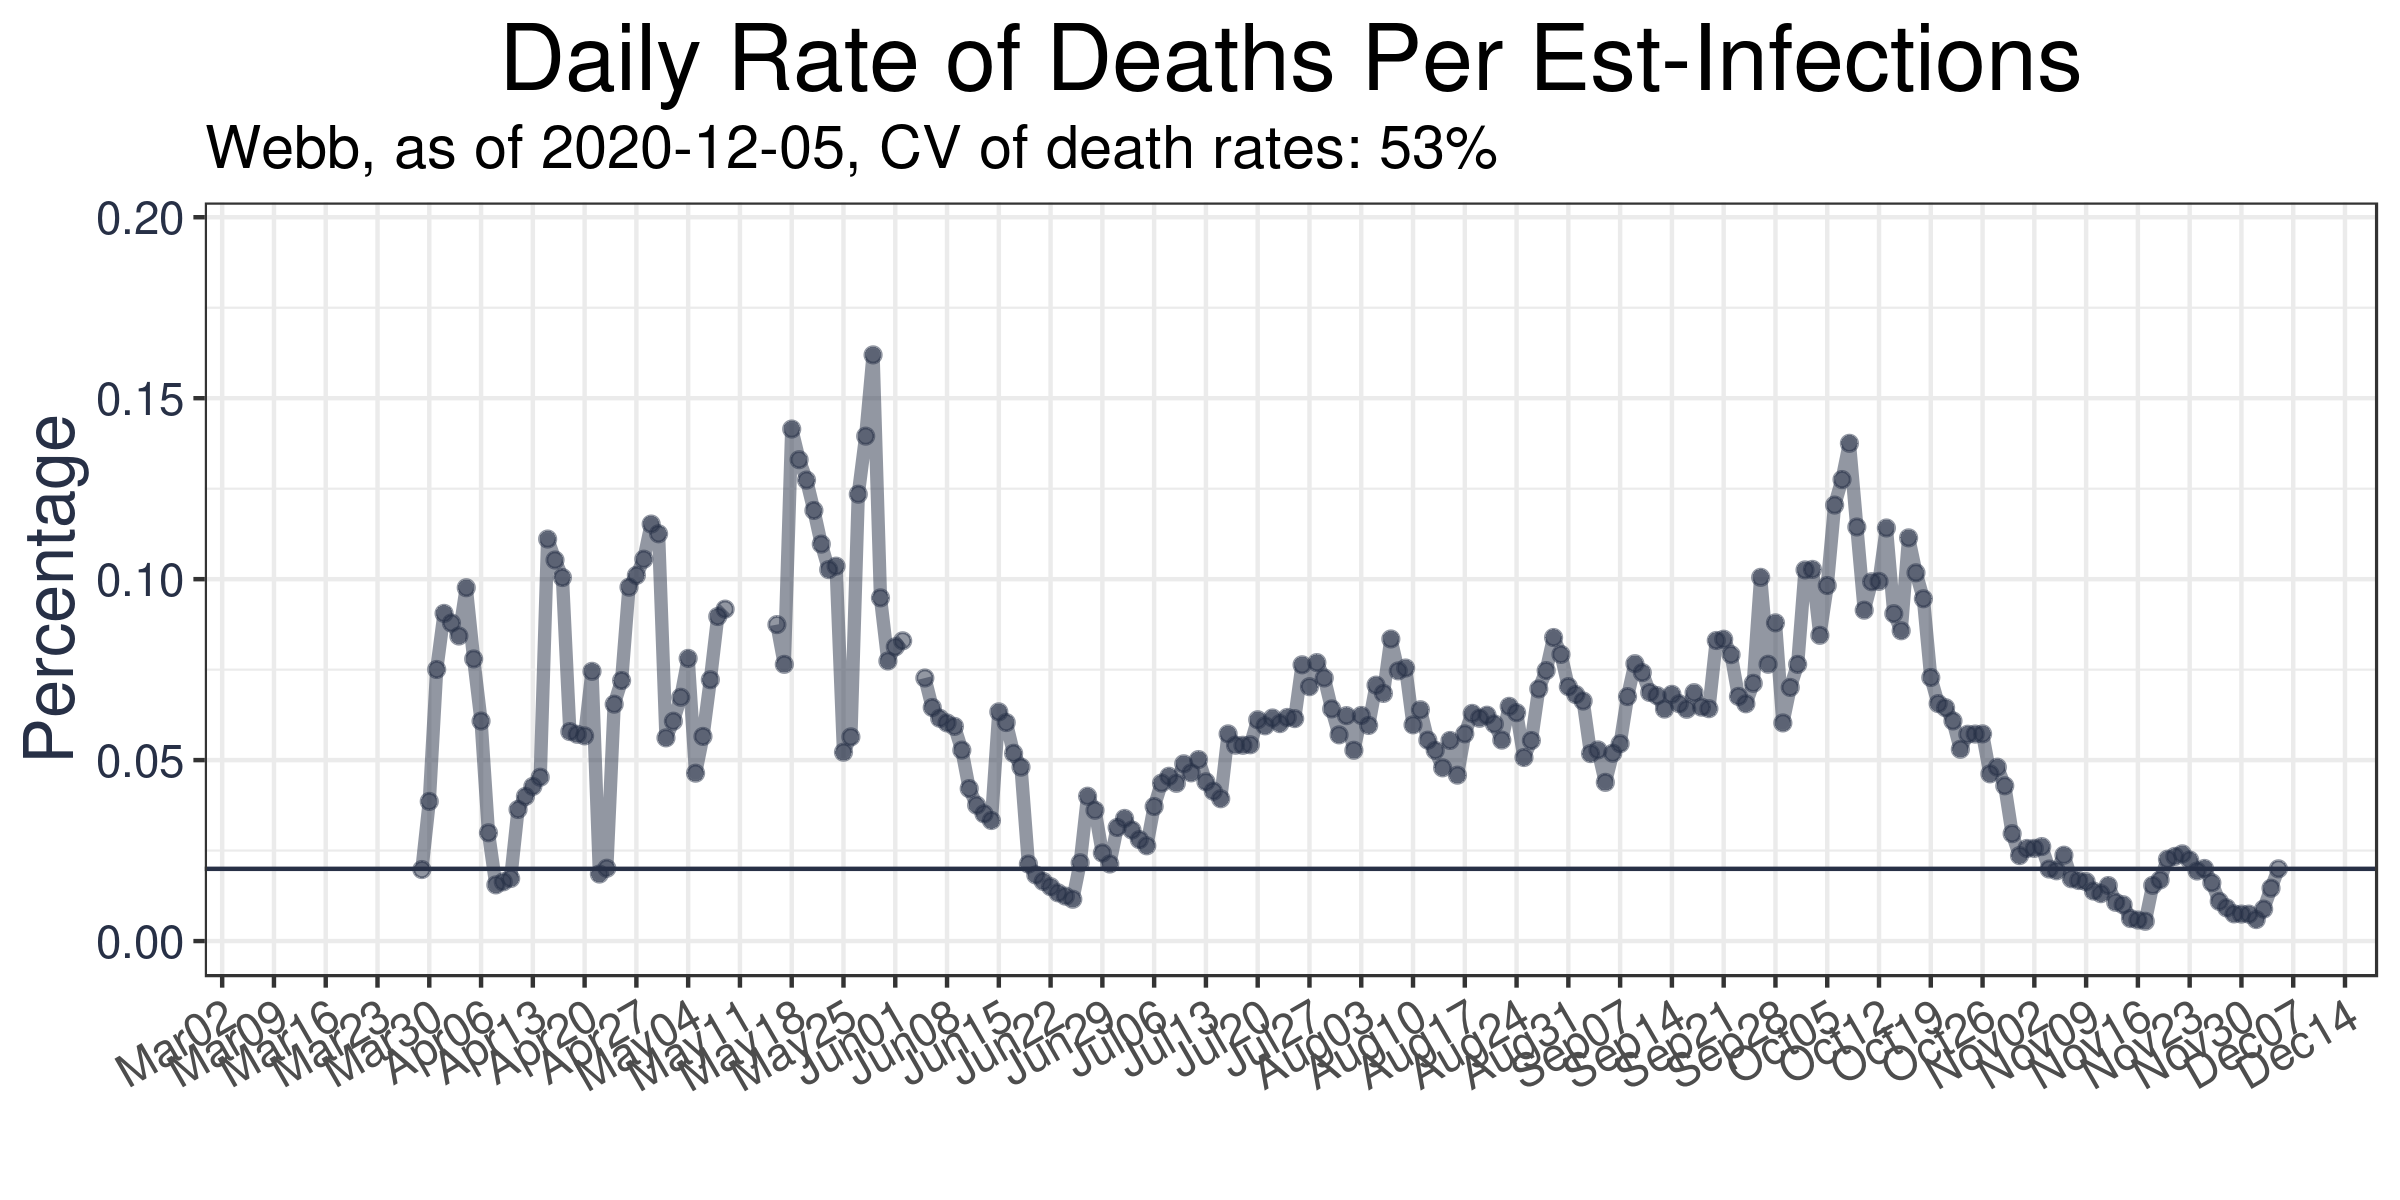 Daily Rate of Deaths Per Est-Infections
Webb, as of 2020-12-05, CV of death rates: 53%
Percentage
0.20
0.15
0.10
0.05
0.00
Mar02
Mar09
Mar16
Mar23
Mar30
Apr06
Apr13
Apr20
Apr27
May04
May11
May18
May25
Jun01
Jun08
Jun15
Jun22
Jun29
Jul06
Jul13
Jul20
Jul27
Aug03
Aug10
Aug17
Aug24
Aug31
Sep07
Sep14
Sep21
Sep28
Oct05
Oct12
Oct19
Oct26
Nov02
Nov09
Nov16
Nov23
Nov30
Dec07
Dec14